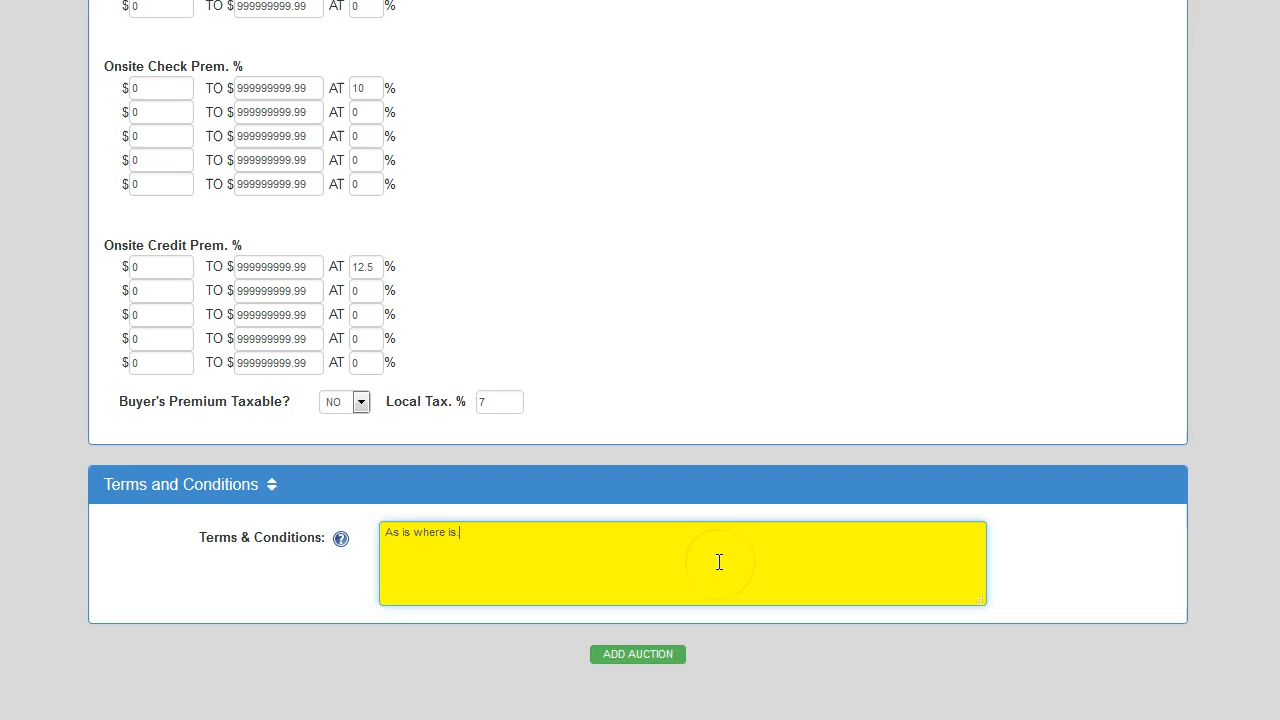 $ 0 TO $ 999999999.99 AT 0 %
Onsite Check Prem. %
$ 0 TO $ 999999999.99 AT 10 %
$ 0 TO $ 999999999.99 AT 0 %
$ 0 TO $ 999999999.99 AT 0 %
$ 0 TO $ 999999999.99 AT 0 %
$ 0 TO $ 999999999.99 AT 0 %
Onsite Credit Prem. %
$ 0 TO $ 999999999.99 AT 12.5 %
$ 0 TO $ 999999999.99 AT 0 %
$ 0 TO $ 999999999.99 AT 0 %
$ 0 TO $ 999999999.99 AT 0 %
$ 0 TO $ 999999999.99 AT 0 %
Buyer's Premium Taxable? NO Local Tax. % 7
Terms and Conditions
Terms & Conditions: ? As is where is.
ADD AUCTION